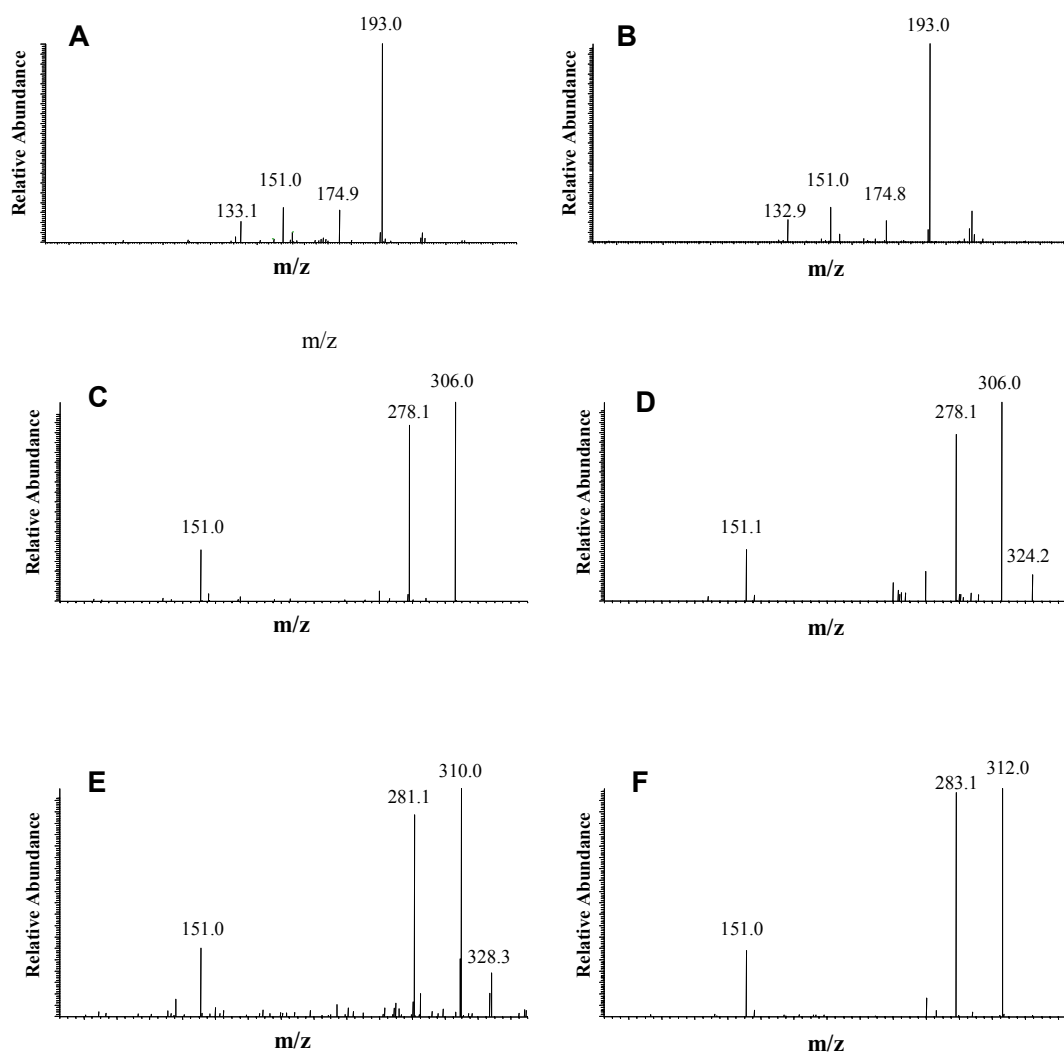 A
193.0
151.0
174.9
133.1
Relative Abundance
m/z
B
193.0
151.0
174.8
132.9
Relative Abundance
m/z
m/z
C
306.0
278.1
151.0
Relative Abundance
m/z
D
306.0
278.1
151.1
324.2
Relative Abundance
m/z
E
310.0
281.1
151.0
328.3
Relative Abundance
m/z
F
312.0
283.1
151.0
Relative Abundance
m/z